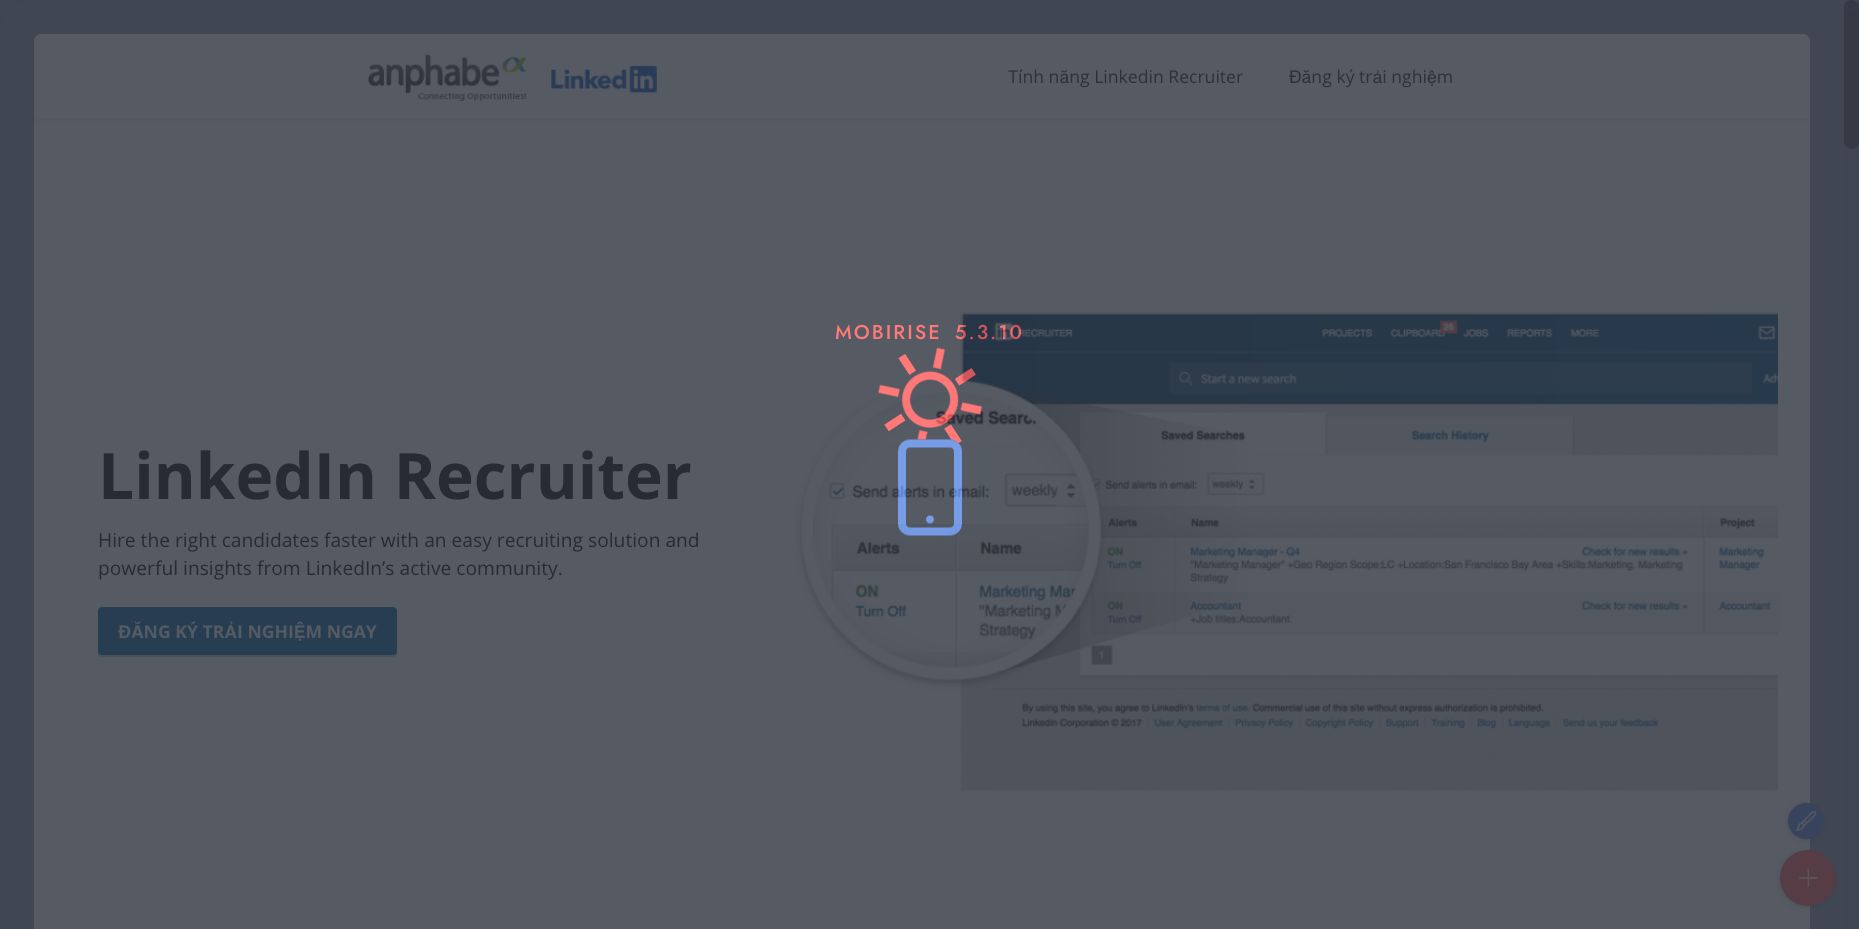 anphabe
Connecting Opportunities!
Linked in
Tính năng Linkedin Recruiter
Đăng ký trải nghiệm
MOBIRISE 5.3.10
LinkedIn Recruiter
Hire the right candidates faster with an easy recruiting solution and
powerful insights from LinkedIn's active community.
ĐĂNG KÝ TRẢI NGHIỆM NGAY
RECRUITER
PROJECTS CLIPBOARD JOBS REPORTS MORE
Start a new search
Saved Searc
Send alerts in email: weekly
Alerts Name
ON Marketing Mar
Turn Off "Marketing M
Strategy
Saved Searches Search History
Send alerts in email: weekly
Alerts Name Project
ON Marketing Manager - Q4 Check for new results Marketing
Turn Off "Marketing Manager" +Geo Region Scope:LC +Location:San Francisco Bay Area +Skills:Marketing, Marketing Manager
Strategy
ON Accountant Check for new results Accountant
Turn Off +Job titles:Accountant
1
By using this site, you agree to LinkedIn's terms of use. Commercial use of this site without express authorization is prohibited.
LinkedIn Corporation © 2017 | User Agreement | Privacy Policy | Copyright Policy | Support | Training | Blog | Language | Send us your feedback